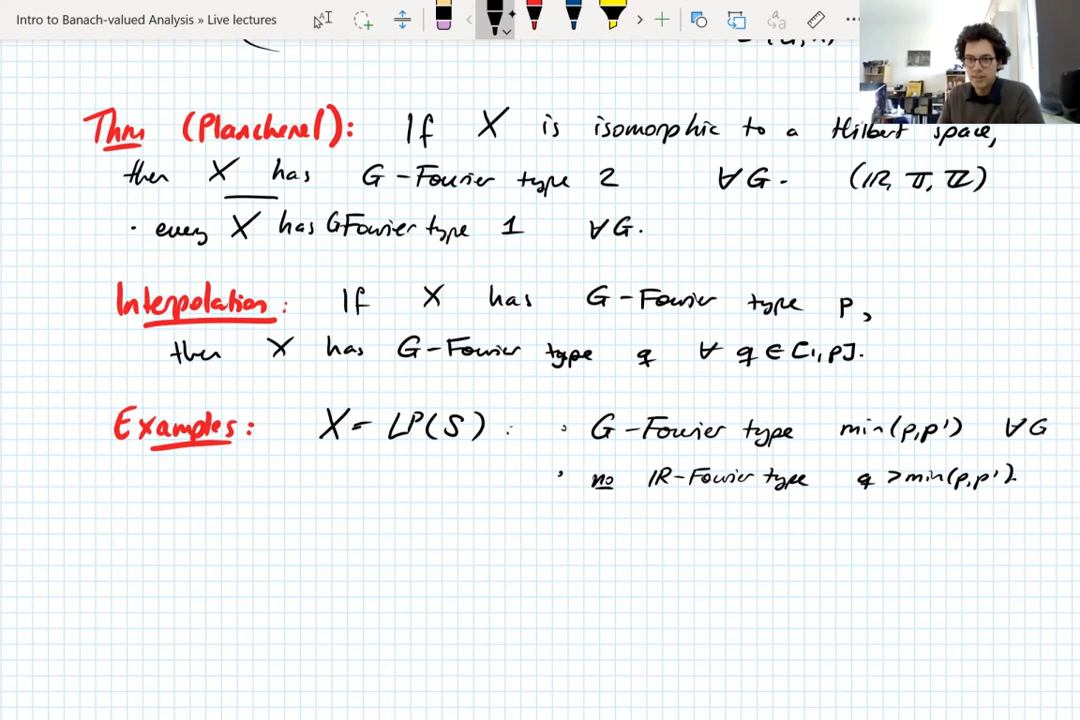 Intro to Banach-valued Analysis » Live lectures
Thm (Plancherel): If X is isomorphic to a Hilbert space,
then X has G-Fourier type 2 ∀G. (ℝ, 𝕋, ℤ)
· every X has G Fourier type 1 ∀G.
Interpolation: If X has G-Fourier type p,
then X has G-Fourier type q ∀ q ∈ [1, p].
Examples: X = LP(S): · G-Fourier type min(p,p') ∀G
· no ℝ-Fourier type q > min(p,p').